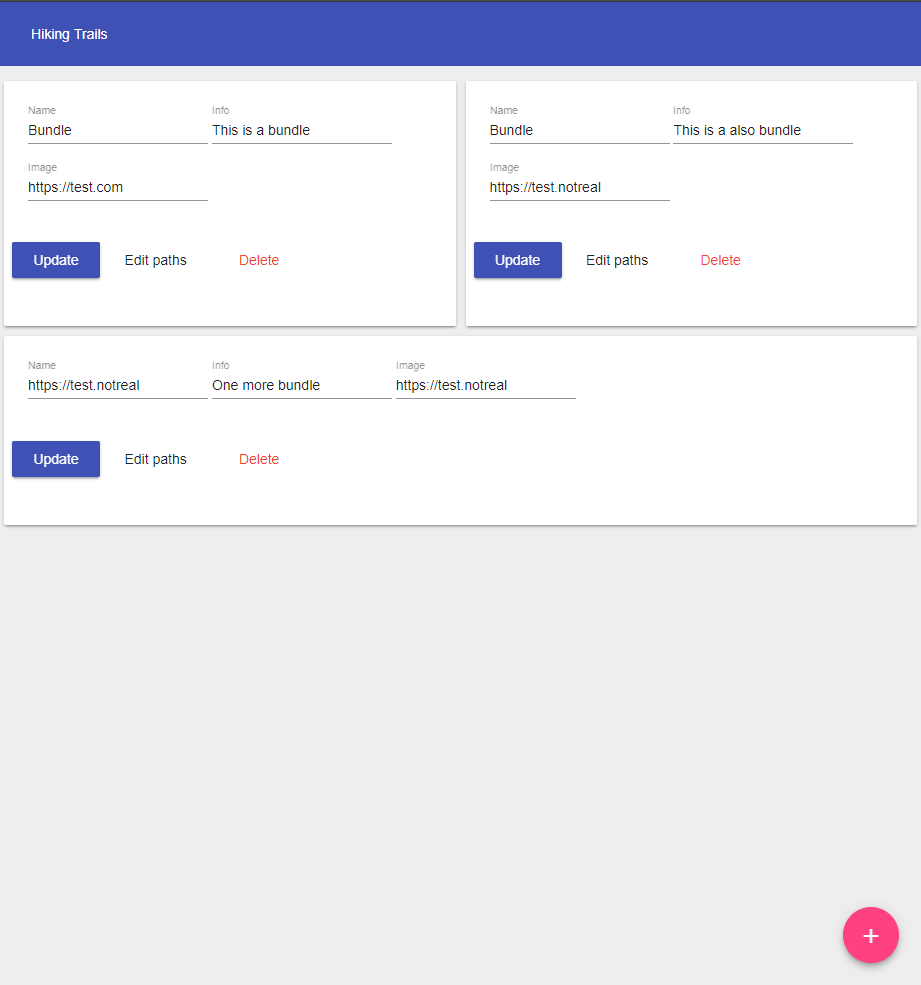 Hiking Trails
Name Info
Bundle This is a bundle
Image
https://test.com
Update Edit paths Delete
Name Info
Bundle This is a also bundle
Image
https://test.notreal
Update Edit paths Delete
Name Info Image
https://test.notreal One more bundle https://test.notreal
Update Edit paths Delete
+